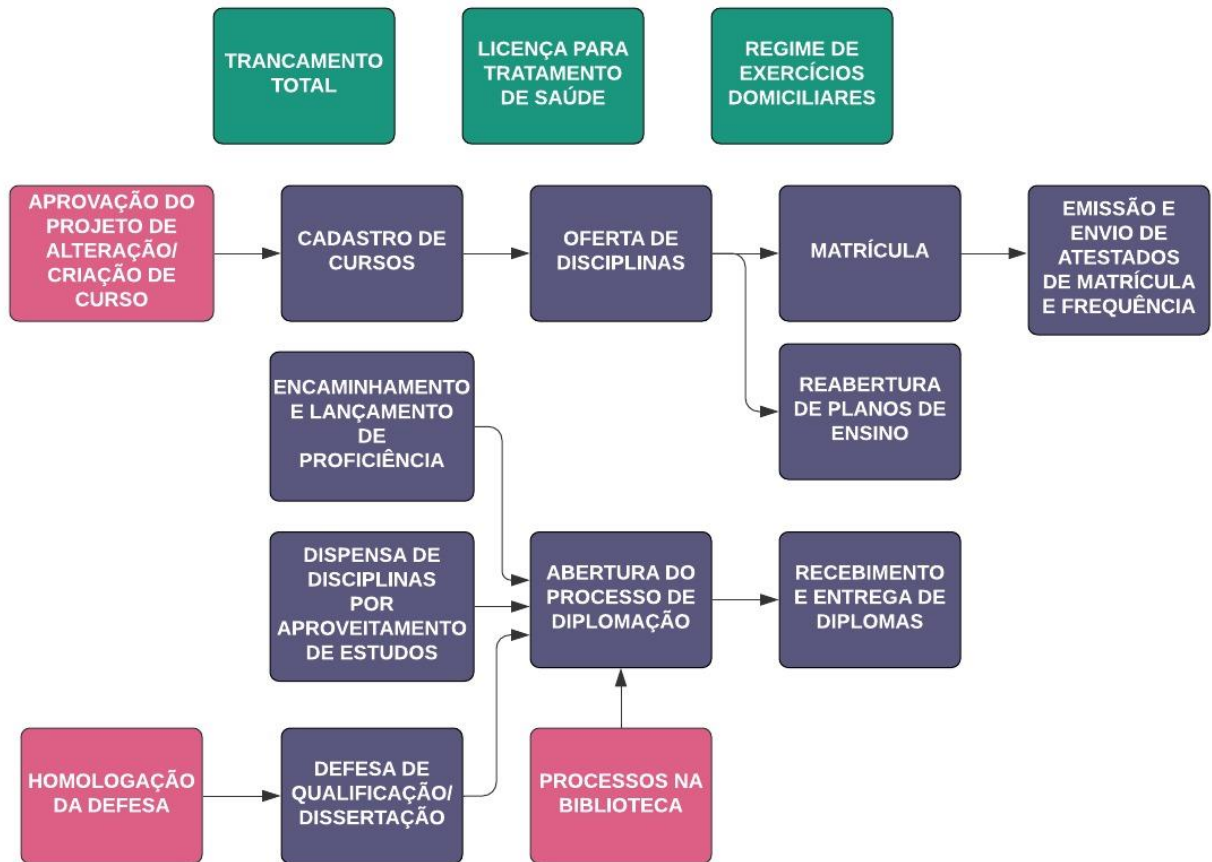 TRANCAMENTO
TOTAL
LICENÇA PARA
TRATAMENTO
DE SAÚDE
REGIME DE
EXERCÍCIOS
DOMICILIARES
APROVAÇÃO DO
PROJETO DE
ALTERAÇÃO/
CRIAÇÃO DE
CURSO
CADASTRO DE
CURSOS
OFERTA DE
DISCIPLINAS
MATRÍCULA
EMISSÃO E
ENVIO DE
ATESTADOS
DE MATRÍCULA
E FREQUÊNCIA
ENCAMINHAMENTO
E LANÇAMENTO
DE
PROFICIÊNCIA
REABERTURA
DE PLANOS DE
ENSINO
DISPENSA DE
DISCIPLINAS
POR
APROVEITAMENTO
DE ESTUDOS
ABERTURA DO
PROCESSO DE
DIPLOMAÇÃO
RECEBIMENTO
E ENTREGA DE
DIPLOMAS
HOMOLOGAÇÃO
DA DEFESA
DEFESA DE
QUALIFICAÇÃO/
DISSERTAÇÃO
PROCESSOS NA
BIBLIOTECA